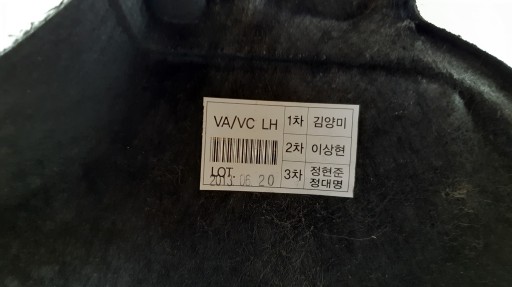 VA/VC LH 1차 김양미
2차 이상현
LOT. 3차 정현준
2013. 06 20 정대명